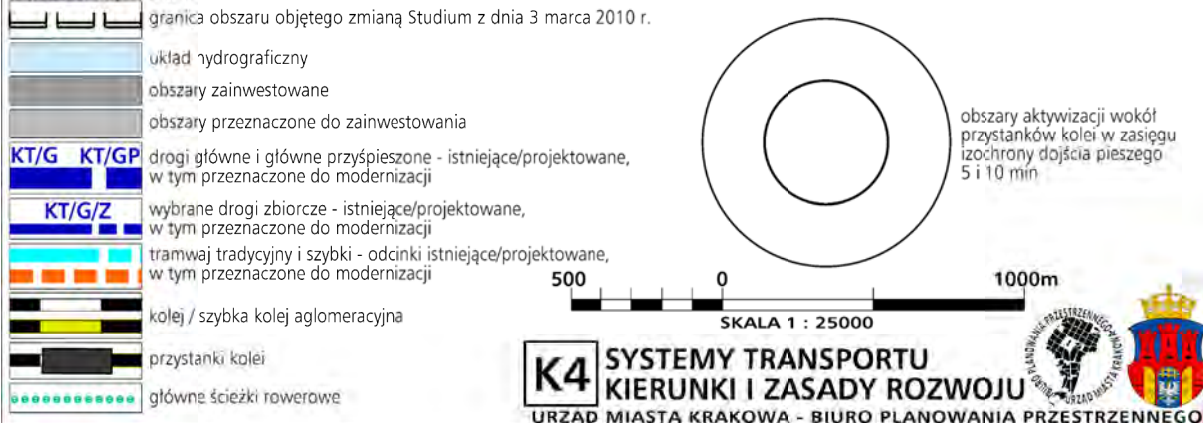 granica obszaru objętego zmianą Studium z dnia 3 marca 2010 r.
układ hydrograficzny
obszary zainwestowane
obszary przeznaczone do zainwestowania
KT/G KT/GP
drogi główne i główne przyśpieszone - istniejące/projektowane,
w tym przeznaczone do modernizacji
KT/G/Z
wybrane drogi zbiorcze - istniejące/projektowane,
w tym przeznaczone do modernizacji
tramwaj tradycyjny i szybki - odcinki istniejące/projektowane,
w tym przeznaczone do modernizacji
kolej / szybka kolej aglomeracyjna
przystanki kolei
główne ścieżki rowerowe
obszary aktywizacji wokół
przystanków kolei w zasięgu
izochrony dojścia pieszego
5 i 10 min
500 0 1000m
SKALA 1 : 25000
K4 SYSTEMY TRANSPORTU
KIERUNKI I ZASADY ROZWOJU
URZĄD MIASTA KRAKOWA - BIURO PLANOWANIA PRZESTRZENNEGO